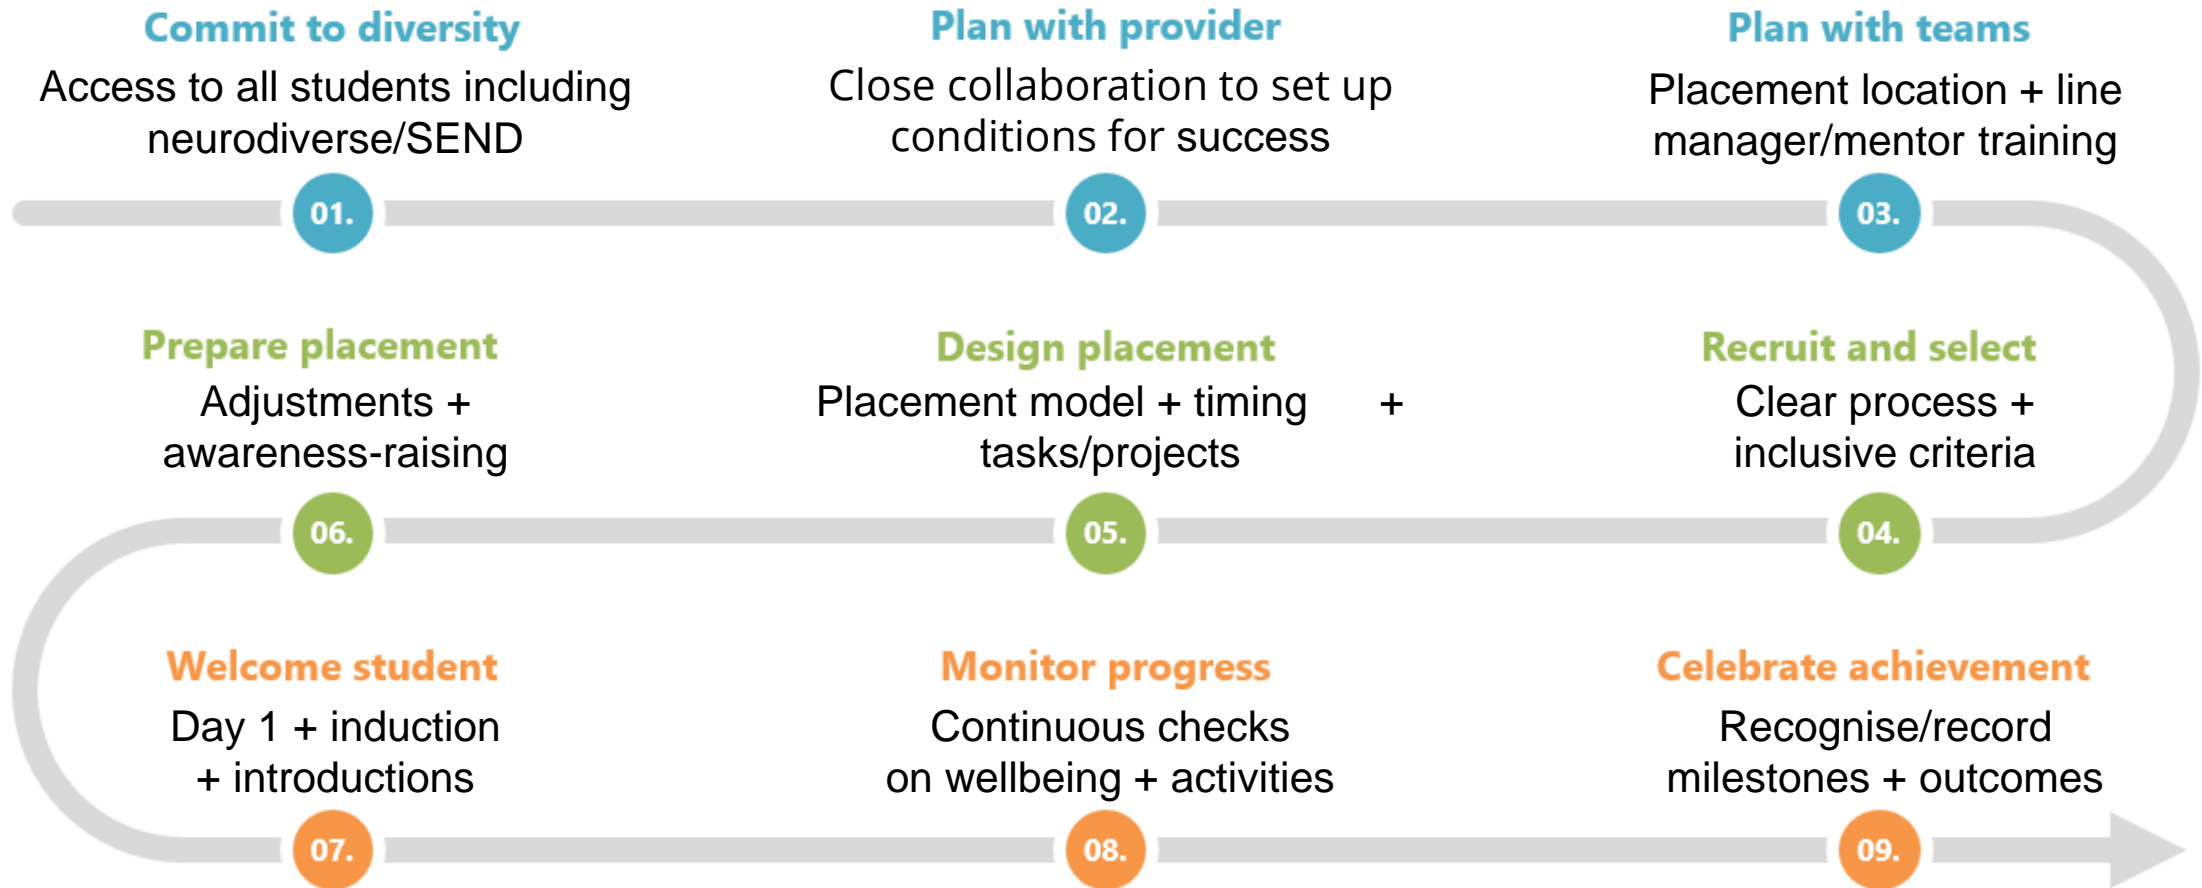 Commit to diversity
Access to all students including
neurodiverse/SEND
01.
Plan with provider
Close collaboration to set up
conditions for success
02.
Plan with teams
Placement location + line
manager/mentor training
03.
Recruit and select
Clear process +
inclusive criteria
04.
Design placement
Placement model + timing +
tasks/projects
05.
Prepare placement
Adjustments +
awareness-raising
06.
Welcome student
Day 1 + induction
+ introductions
07.
Monitor progress
Continuous checks
on wellbeing + activities
08.
Celebrate achievement
Recognise/record
milestones + outcomes
09.